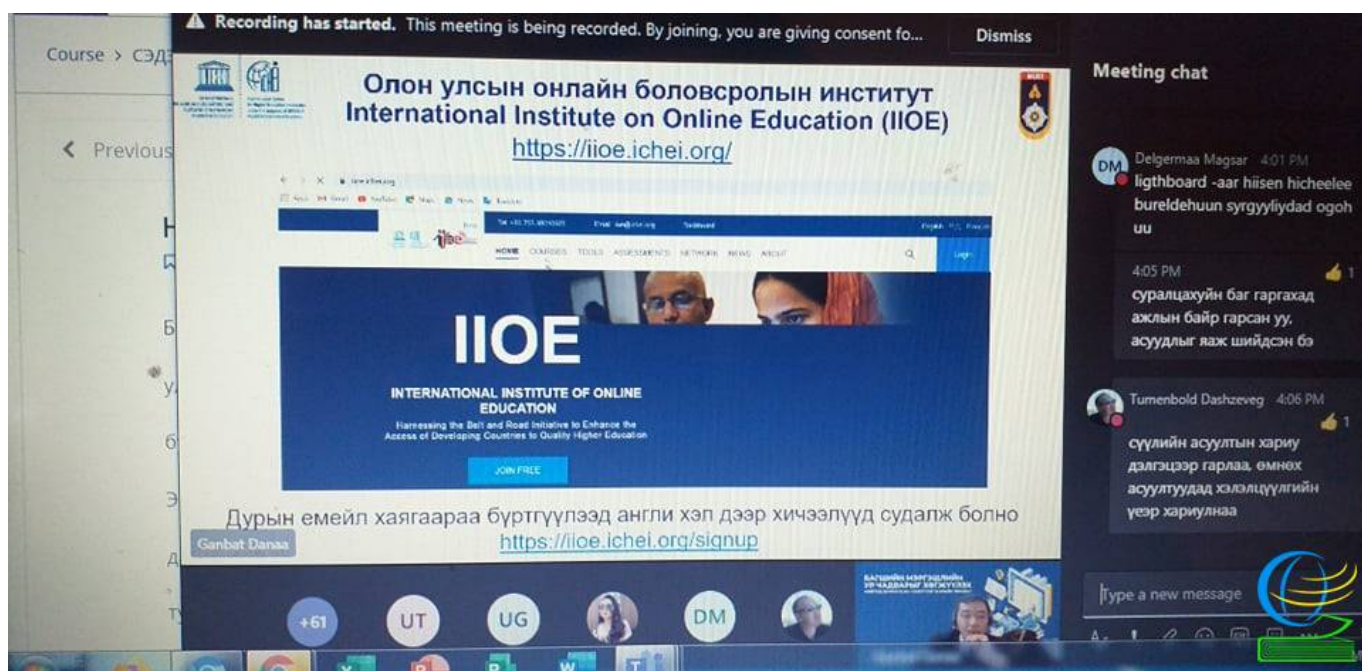 Recording has started. This meeting is being recorded. By joining, you are giving consent fo...
Dismiss
Course > СЭДЭ
Previous
Олон улсын онлайн боловсролын институт
International Institute on Online Education (IIOE)
https://iioe.ichei.org/
HOME COURSES TOOLS ASSESSMENTS NETWORK NEWS ABOUT
Login
IIOE
INTERNATIONAL INSTITUTE OF ONLINE
EDUCATION
Harnessing the Belt and Road Initiative to Enhance the
Access of Developing Countries to Quality Higher Education
JOIN FREE
Дурын емейл хаягаараа бүртгүүлээд англи хэл дээр хичээлүүд судалж болно
https://iioe.ichei.org/signup
Ganbat Danaa
+61
UT
UG
DM
Meeting chat
DM
Delgermaa Magsar 4:01 PM
ligthboard -aar hiisen hicheelee
bureldehuun syrgyyliydad ogoh
uu
4:05 PM
1
суралцахуйн баг гаргахад
ажлын байр гарсан уу,
асуудлыг яаж шийдсэн бэ
Tumenbold Dashzeveg 4:06 PM
1
сүүлийн асуултын хариу
дэлгэцээр гарлаа, өмнөх
асуултуудад хэлэлцүүлгийн
үеэр хариулнаа
Type a new message